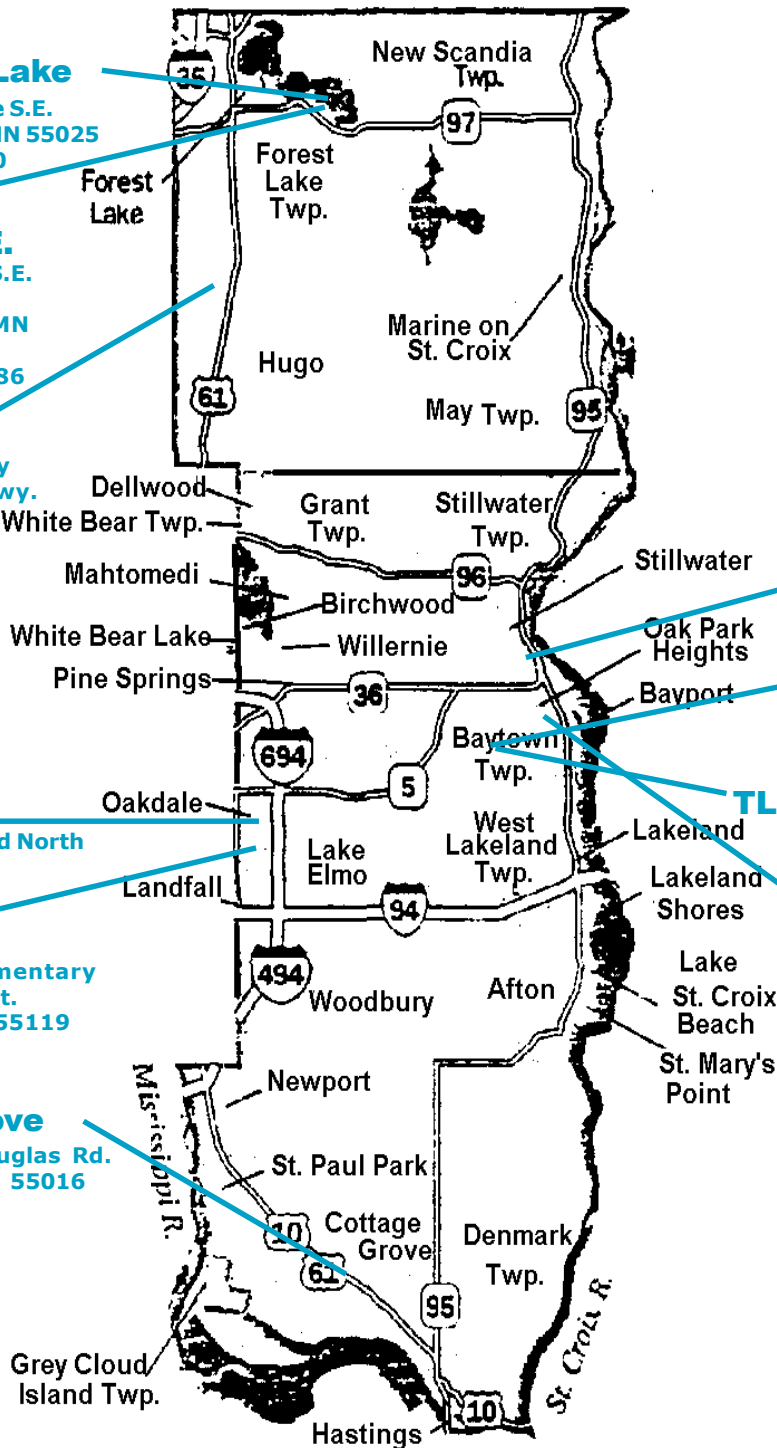 New Scandia
Twp.
35
Lake
S.E.
MN 55025
0
97
Forest
Lake
Forest
Lake
Twp.
E.
S.E.
MN
86
Marine on
St. Croix
Hugo
61
May Twp.
95
y
wy.
Dellwood
White Bear Twp.
Grant
Twp.
Stillwater
Twp.
96
Stillwater
Mahtomedi
Birchwood
White Bear Lake
Willernie
Oak Park
Heights
Pine Springs
36
Bayport
694
Baytown
Twp.
5
TL
Oakdale
d North
Lake
Elmo
West
Lakeland
Twp.
Lakeland
Landfall
94
Lakeland
Shores
mentary
t.
55119
494
Woodbury
Afton
Lake
St. Croix
Beach
St. Mary's
Point
Newport
Mississippi R.
ove
uglas Rd.
55016
St. Paul Park
10
61
Cottage
Grove
Denmark
Twp.
95
St. Croix R.
Grey Cloud
Island Twp.
Hastings
10